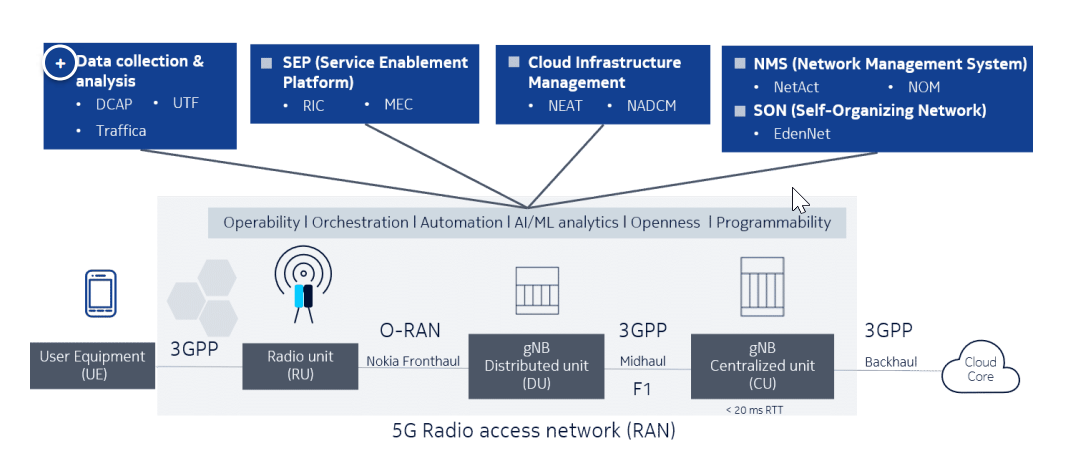 + Data collection &
analysis
• DCAP • UTF
• Traffica
SEP (Service Enablement
Platform)
• RIC • MEC
Cloud Infrastructure
Management
• NEAT • NADCM
NMS (Network Management System)
• NetAct • NOM
SON (Self-Organizing Network)
• EdenNet
Operability | Orchestration | Automation | AI/ML analytics | Openness | Programmability
User Equipment
(UE)
3GPP
Radio unit
(RU)
O-RAN
Nokia Fronthaul
gNB
Distributed unit
(DU)
3GPP
Midhaul
F1
gNB
Centralized unit
(CU)
< 20 ms RTT
3GPP
Backhaul
Cloud
Core
5G Radio access network (RAN)